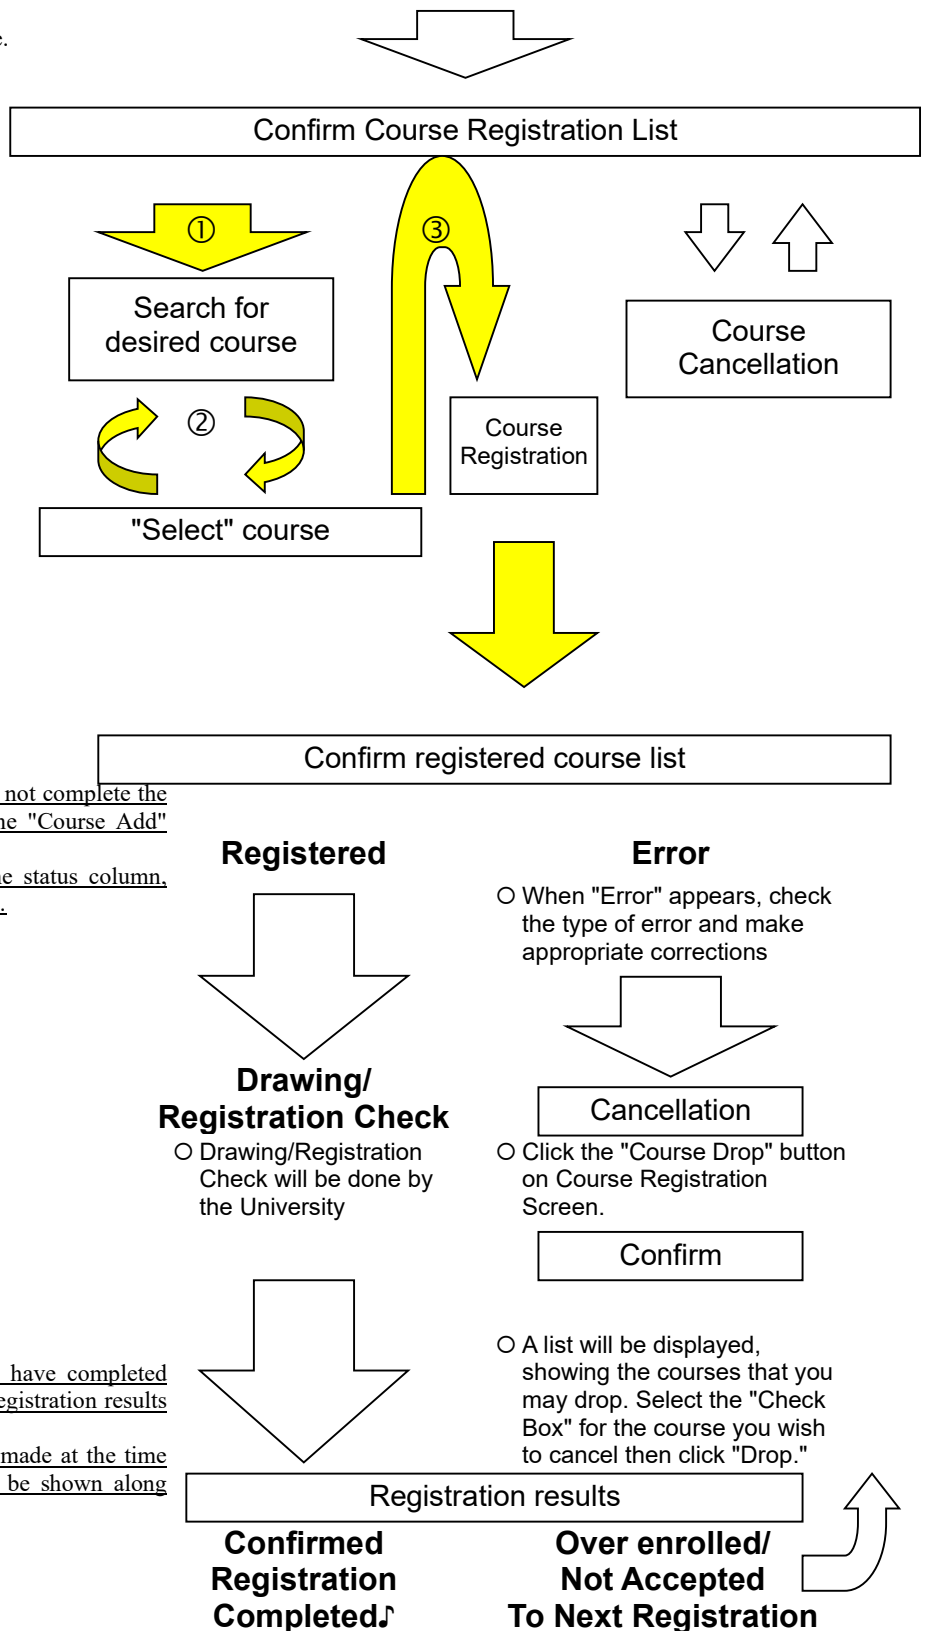 e.
Confirm Course Registration List
①
③
Search for
desired course
Course
Cancellation
②
Course
Registration
"Select" course
Confirm registered course list
not complete the
ne "Course Add"
ne status column,
.
Registered
Error
○ When "Error" appears, check
the type of error and make
appropriate corrections
Drawing/
Registration Check
○ Drawing/Registration
Check will be done by
the University
Cancellation
○ Click the "Course Drop" button
on Course Registration
Screen.
Confirm
○ A list will be displayed,
showing the courses that you
may drop. Select the "Check
Box" for the course you wish
to cancel then click "Drop."
have completed
egistration results
made at the time
be shown along
Registration results
Confirmed
Registration
Completed♪
Over enrolled/
Not Accepted
To Next Registration